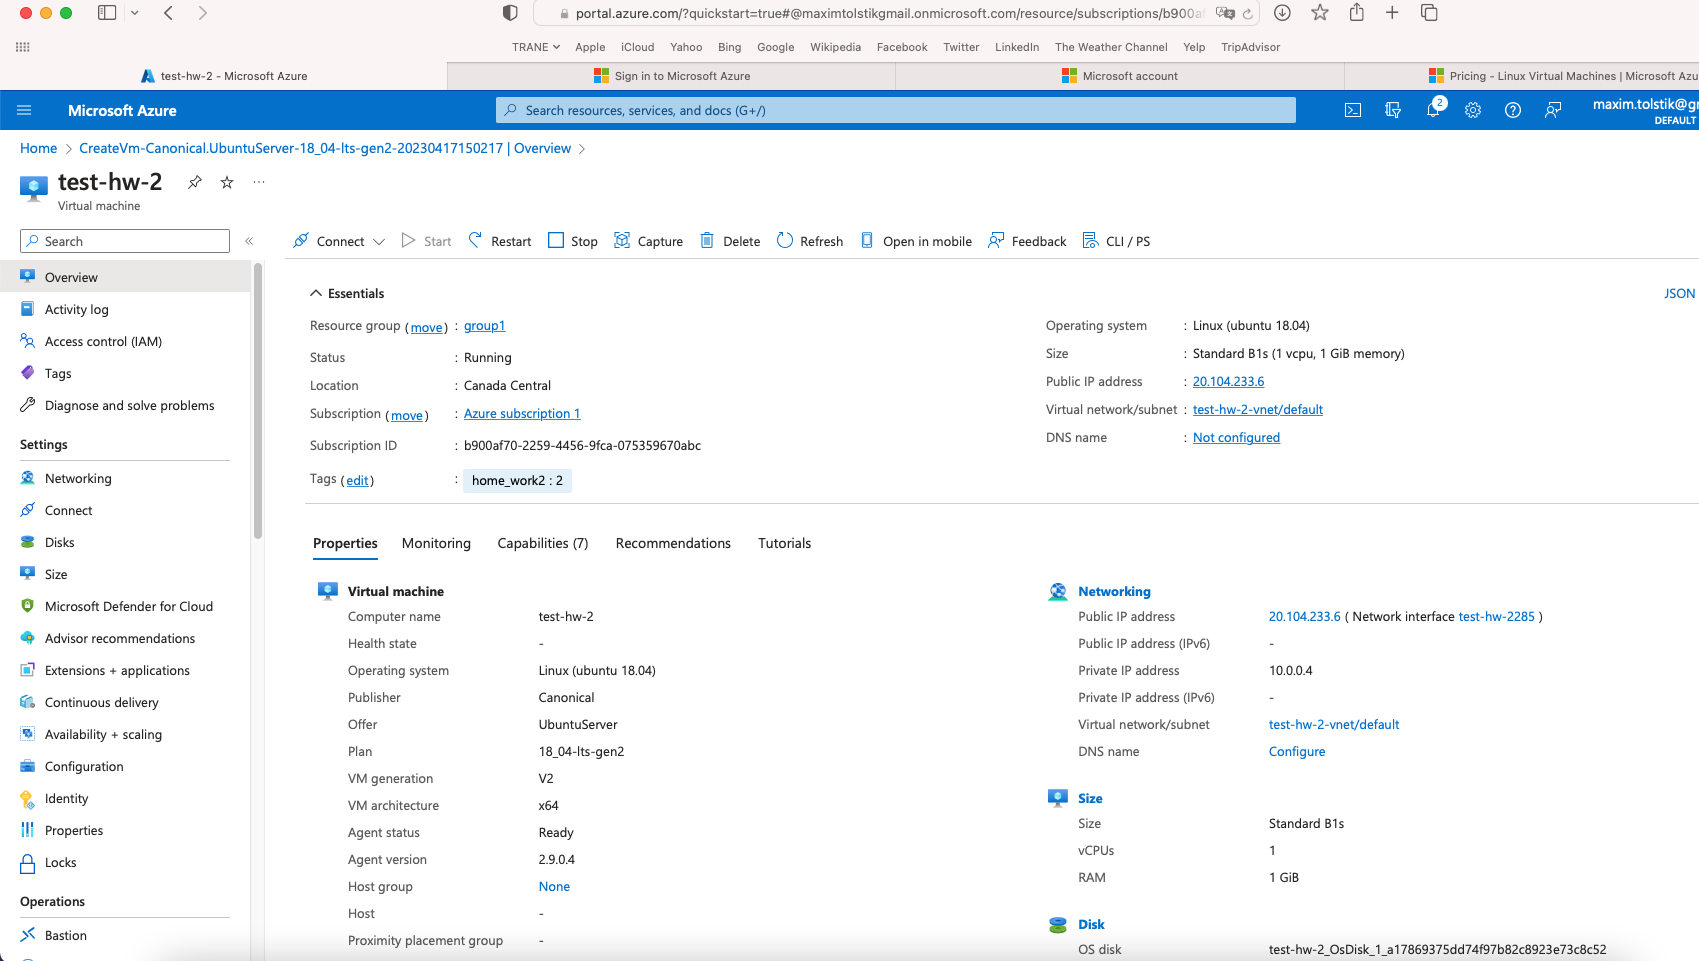 portal.azure.com/?quickstart=true#@maximtolstikgmail.onmicrosoft.com/resource/subscriptions/b900af
TRANE Apple iCloud Yahoo Bing Google Wikipedia Facebook Twitter LinkedIn The Weather Channel Yelp TripAdvisor
test-hw-2 - Microsoft Azure
Sign in to Microsoft Azure
Microsoft account
Pricing - Linux Virtual Machines | Microsoft Azu
Microsoft Azure
Search resources, services, and docs (G+/)
2
maxim.tolstik@gr
DEFAULT
Home > CreateVm-Canonical.UbuntuServer-18_04-lts-gen2-20230417150217 | Overview >
test-hw-2
Virtual machine
Search
Connect Start Restart Stop Capture Delete Refresh Open in mobile Feedback CLI / PS
Overview
Activity log
Access control (IAM)
Tags
Diagnose and solve problems
Settings
Networking
Connect
Disks
Size
Microsoft Defender for Cloud
Advisor recommendations
Extensions + applications
Continuous delivery
Availability + scaling
Configuration
Identity
Properties
Locks
Operations
Bastion
Essentials
JSON
Resource group (move) : group1
Status : Running
Location : Canada Central
Subscription (move) : Azure subscription 1
Subscription ID : b900af70-2259-4456-9fca-075359670abc
Tags (edit) : home_work2 : 2
Operating system : Linux (ubuntu 18.04)
Size : Standard B1s (1 vcpu, 1 GiB memory)
Public IP address : 20.104.233.6
Virtual network/subnet : test-hw-2-vnet/default
DNS name : Not configured
Properties Monitoring Capabilities (7) Recommendations Tutorials
Virtual machine
Computer name test-hw-2
Health state -
Operating system Linux (ubuntu 18.04)
Publisher Canonical
Offer UbuntuServer
Plan 18_04-lts-gen2
VM generation V2
VM architecture x64
Agent status Ready
Agent version 2.9.0.4
Host group None
Host -
Proximity placement group -
Networking
Public IP address 20.104.233.6 ( Network interface test-hw-2285 )
Public IP address (IPv6) -
Private IP address 10.0.0.4
Private IP address (IPv6) -
Virtual network/subnet test-hw-2-vnet/default
DNS name Configure
Size
Size Standard B1s
vCPUs 1
RAM 1 GiB
Disk
OS disk test-hw-2_OsDisk_1_a17869375dd74f97b82c8923e73c8c52